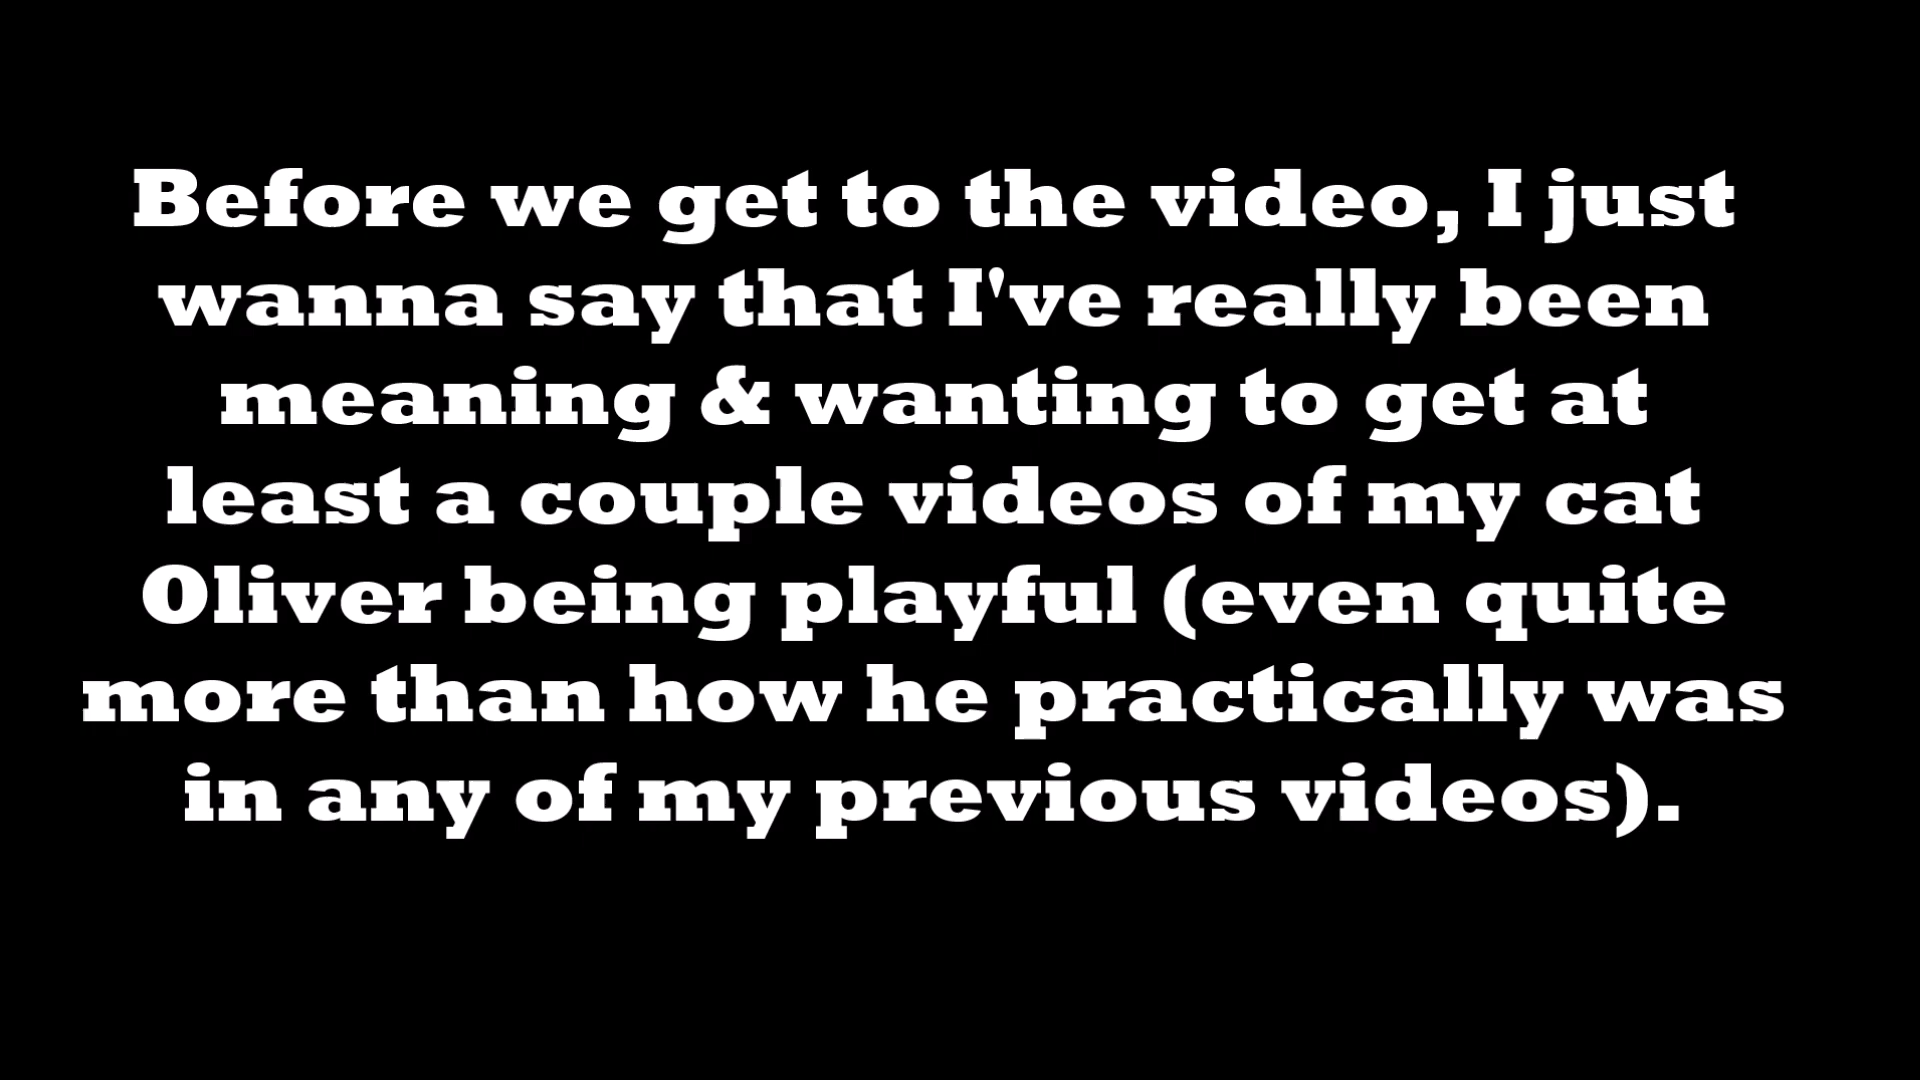 Before we get to the video, I just
wanna say that I've really been
meaning & wanting to get at
least a couple videos of my cat
Oliver being playful (even quite
more than how he practically was
in any of my previous videos).